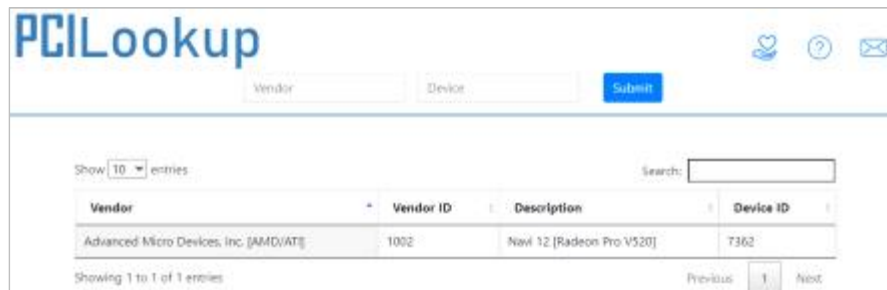 PCILookup
Vendor Device Submit
Show 10 entries Search:
Vendor Vendor ID Description Device ID
Advanced Micro Devices, Inc. [AMD/ATI] 1002 Navi 12 [Radeon Pro V520] 7362
Showing 1 to 1 of 1 entries Previous 1 Next